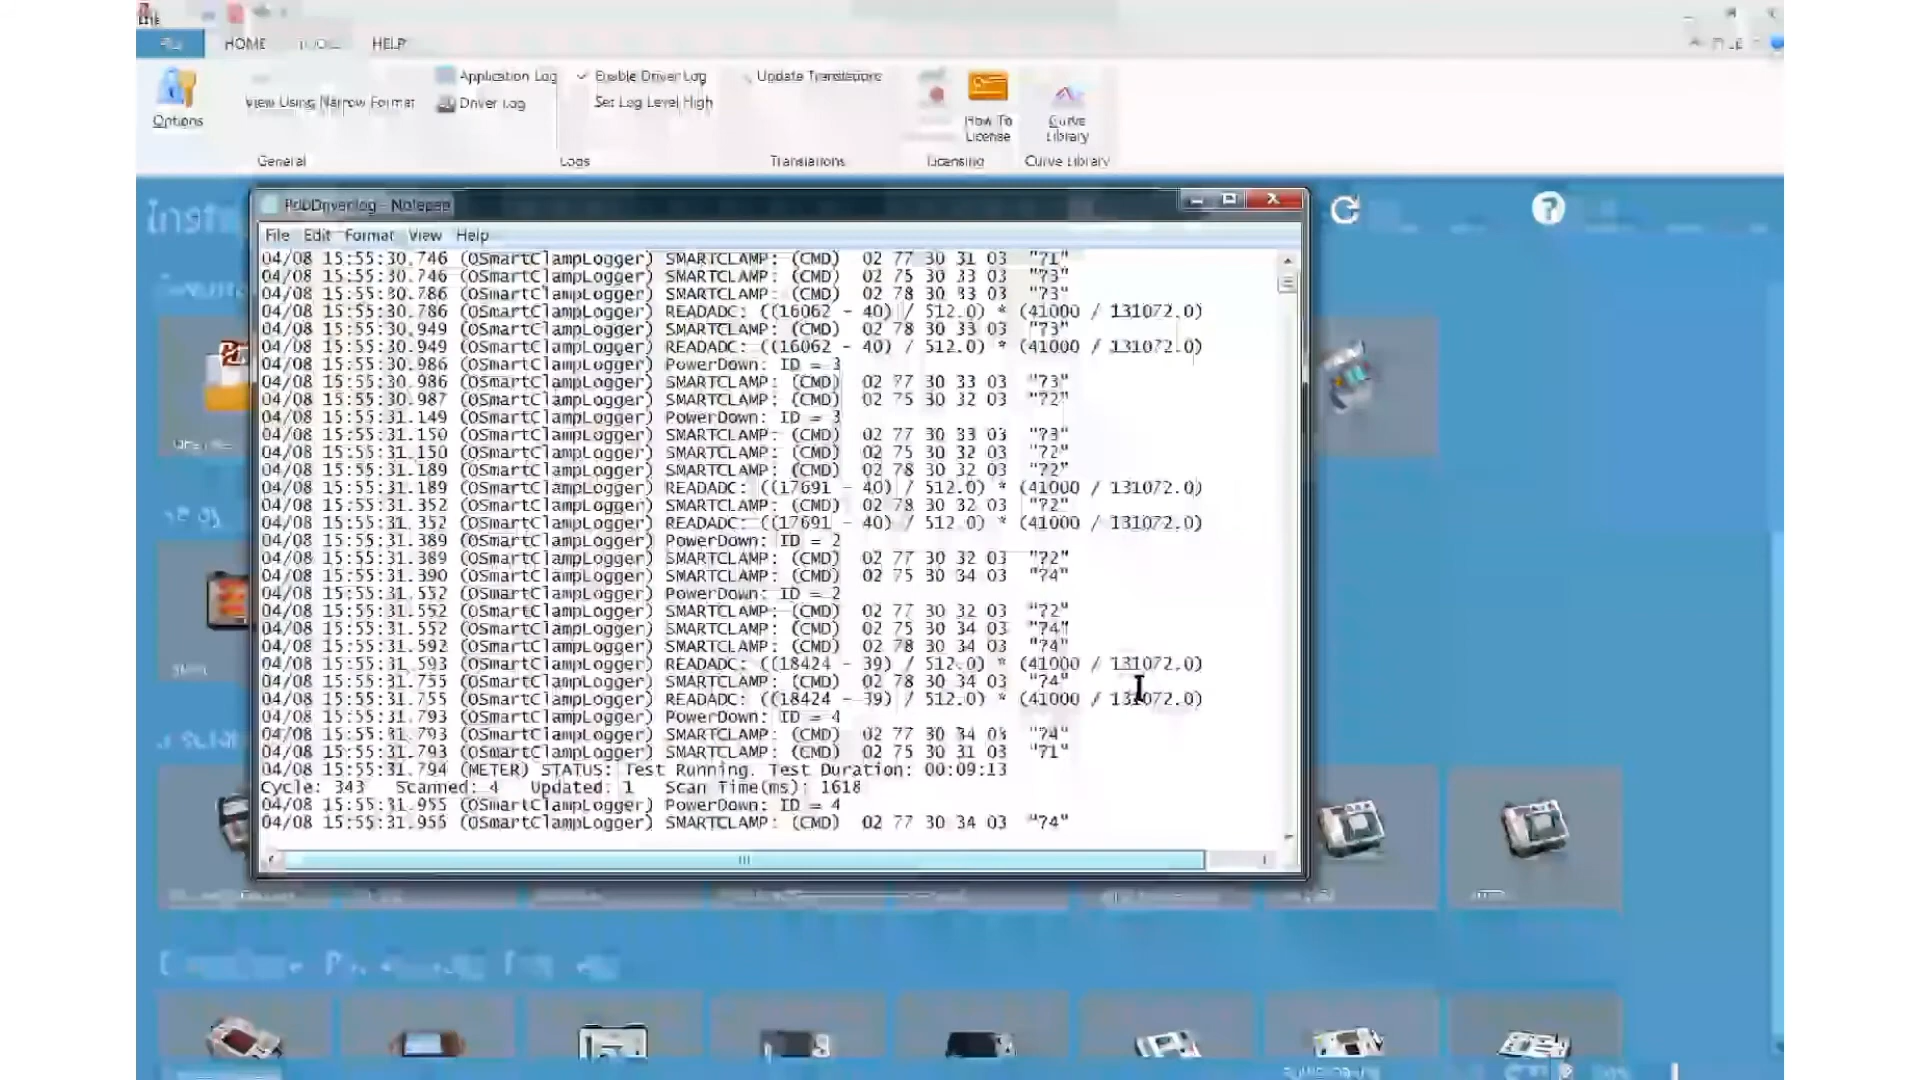 HOME
HELP
Options
View Using Narrow Format
Application Log
Driver Log
Enable Driver Log
Set Log Level High
Update Translations
How To
License
Curve
Library
General
Logs
Translations
Licensing
Curve Library
- Notepad
File Edit Format View Help
04/08 15:55:30.746 (OSmartClampLogger) SMARTCLAMP: (CMD) 02 77 30 31 03 "?1"
04/08 15:55:30.746 (OSmartClampLogger) SMARTCLAMP: (CMD) 02 75 30 33 03 "?3"
04/08 15:55:30.786 (OSmartClampLogger) SMARTCLAMP: (CMD) 02 78 30 33 03 "?3"
04/08 15:55:30.786 (OSmartClampLogger) READADC: ((16062 - 40) / 512.0) * (41000 / 131072.0)
04/08 15:55:30.949 (OSmartClampLogger) SMARTCLAMP: (CMD) 02 78 30 33 03 "?3"
04/08 15:55:30.949 (OSmartClampLogger) READADC: ((16062 - 40) / 512.0) * (41000 / 131072.0)
04/08 15:55:30.986 (OSmartClampLogger) PowerDown: ID = 3
04/08 15:55:30.986 (OSmartClampLogger) SMARTCLAMP: (CMD) 02 77 30 33 03 "?3"
04/08 15:55:30.987 (OSmartClampLogger) SMARTCLAMP: (CMD) 02 75 30 32 03 "?2"
04/08 15:55:31.149 (OSmartClampLogger) PowerDown: ID = 3
04/08 15:55:31.150 (OSmartClampLogger) SMARTCLAMP: (CMD) 02 77 30 33 03 "?3"
04/08 15:55:31.150 (OSmartClampLogger) SMARTCLAMP: (CMD) 02 75 30 32 03 "?2"
04/08 15:55:31.189 (OSmartClampLogger) SMARTCLAMP: (CMD) 02 78 30 32 03 "?2"
04/08 15:55:31.189 (OSmartClampLogger) READADC: ((17691 - 40) / 512.0) * (41000 / 131072.0)
04/08 15:55:31.352 (OSmartClampLogger) SMARTCLAMP: (CMD) 02 78 30 32 03 "?2"
04/08 15:55:31.352 (OSmartClampLogger) READADC: ((17691 - 40) / 512.0) * (41000 / 131072.0)
04/08 15:55:31.389 (OSmartClampLogger) PowerDown: ID = 2
04/08 15:55:31.389 (OSmartClampLogger) SMARTCLAMP: (CMD) 02 77 30 32 03 "?2"
04/08 15:55:31.390 (OSmartClampLogger) SMARTCLAMP: (CMD) 02 75 30 34 03 "?4"
04/08 15:55:31.552 (OSmartClampLogger) PowerDown: ID = 2
04/08 15:55:31.552 (OSmartClampLogger) SMARTCLAMP: (CMD) 02 77 30 32 03 "?2"
04/08 15:55:31.552 (OSmartClampLogger) SMARTCLAMP: (CMD) 02 75 30 34 03 "?4"
04/08 15:55:31.592 (OSmartClampLogger) SMARTCLAMP: (CMD) 02 78 30 34 03 "?4"
04/08 15:55:31.593 (OSmartClampLogger) READADC: ((18424 - 39) / 512.0) * (41000 / 131072.0)
04/08 15:55:31.755 (OSmartClampLogger) SMARTCLAMP: (CMD) 02 78 30 34 03 "?4"
04/08 15:55:31.755 (OSmartClampLogger) READADC: ((18424 - 39) / 512.0) * (41000 / 131072.0)
04/08 15:55:31.793 (OSmartClampLogger) PowerDown: ID = 4
04/08 15:55:31.793 (OSmartClampLogger) SMARTCLAMP: (CMD) 02 77 30 34 03 "?4"
04/08 15:55:31.793 (OSmartClampLogger) SMARTCLAMP: (CMD) 02 75 30 31 03 "?1"
04/08 15:55:31.794 (METER) STATUS: Test Running. Test Duration: 00:09:13
Cycle: 343 Scanned: 4 Updated: 1 Scan Time(ms): 1618
04/08 15:55:31.955 (OSmartClampLogger) PowerDown: ID = 4
04/08 15:55:31.955 (OSmartClampLogger) SMARTCLAMP: (CMD) 02 77 30 34 03 "?4"